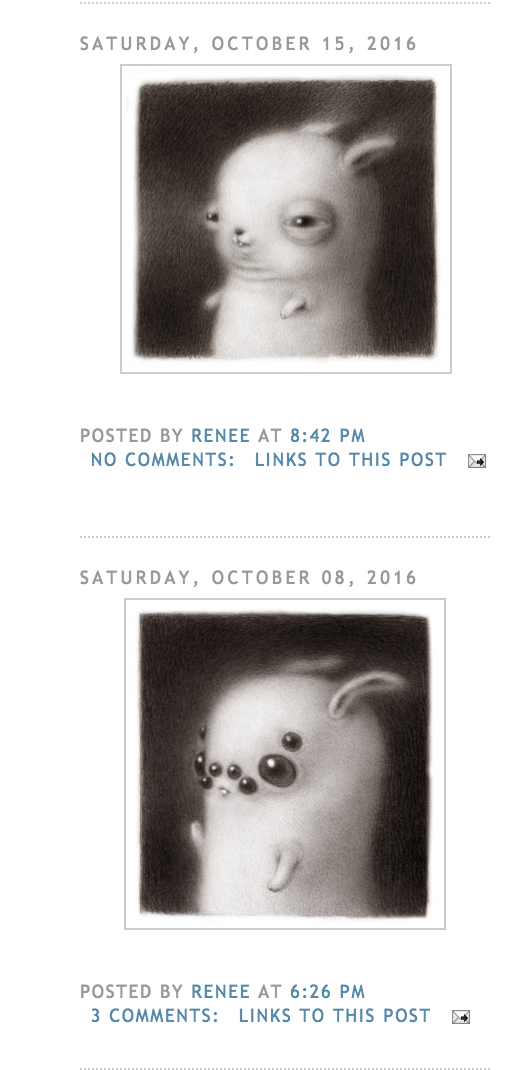 SATURDAY, OCTOBER 15, 2016
POSTED BY RENEE AT 8:42 PM
NO COMMENTS: LINKS TO THIS POST
SATURDAY, OCTOBER 08, 2016
POSTED BY RENEE AT 6:26 PM
3 COMMENTS: LINKS TO THIS POST